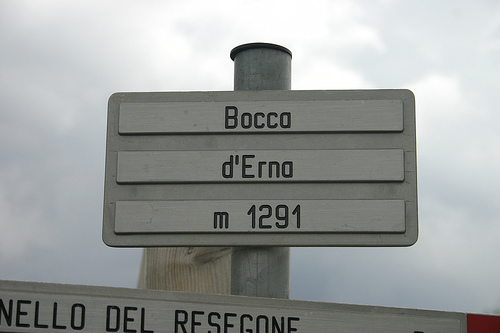 Bocca
d'Erna
m 1291
NELLO DEL RESEGONE